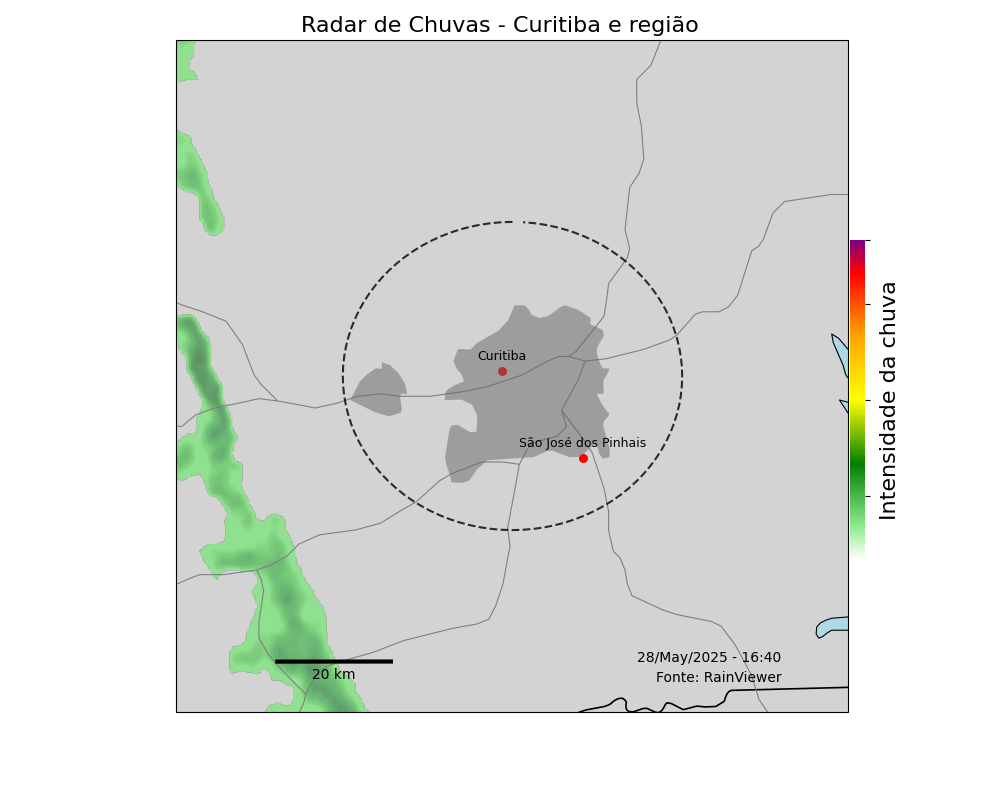 Radar de Chuvas - Curitiba e região
Curitiba
São José dos Pinhais
Intensidade da chuva
28/May/2025 - 16:40
Fonte: RainViewer
20 km